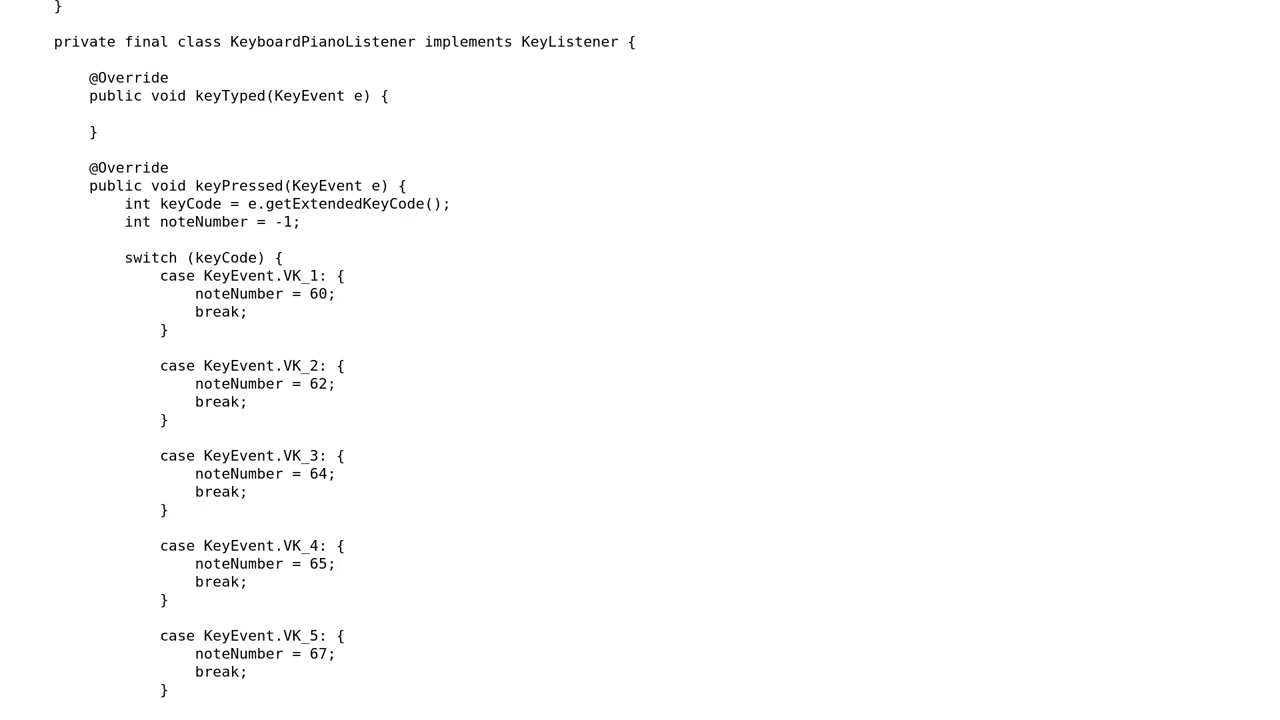 }
private final class KeyboardPianoListener implements KeyListener {
@Override
public void keyTyped(KeyEvent e) {
}
@Override
public void keyPressed(KeyEvent e) {
int keyCode = e.getExtendedKeyCode();
int noteNumber = -1;
switch (keyCode) {
case KeyEvent.VK_1: {
noteNumber = 60;
break;
}
case KeyEvent.VK_2: {
noteNumber = 62;
break;
}
case KeyEvent.VK_3: {
noteNumber = 64;
break;
}
case KeyEvent.VK_4: {
noteNumber = 65;
break;
}
case KeyEvent.VK_5: {
noteNumber = 67;
break;
}